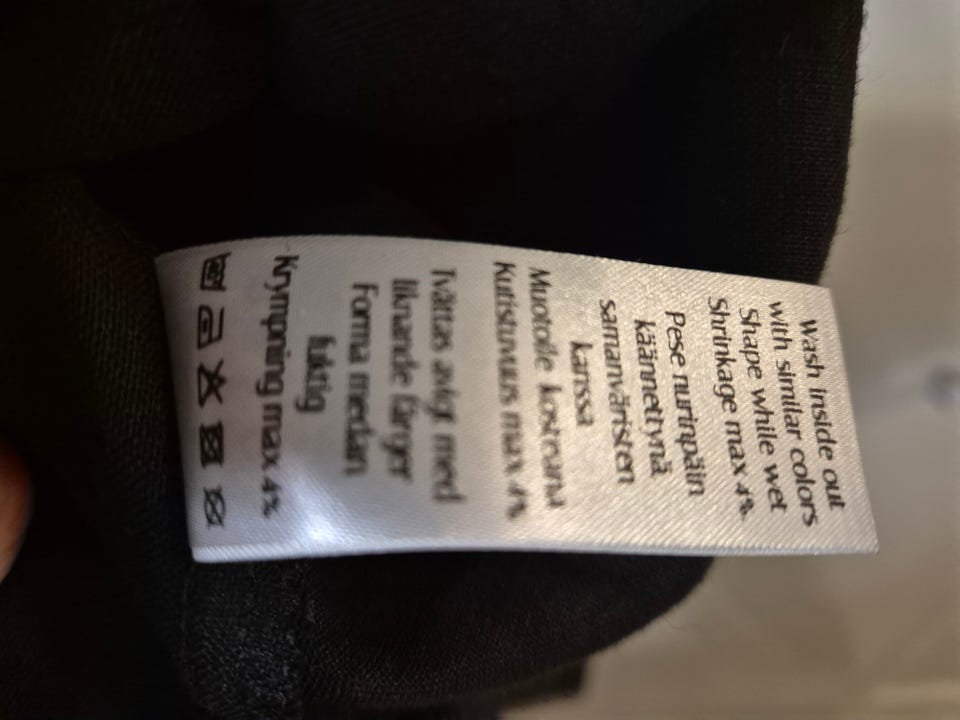 Wash inside out
with similar colors
Shape while wet
Shrinkage max 4%.
Pese nurinpäin
käännettynä
samanväristen
kanssa
Muotoile kosteana
Kutistuvuus max 4%
Tvättas avigt med
liknande färger
Forma medan
fuktig
Krympning max 4%